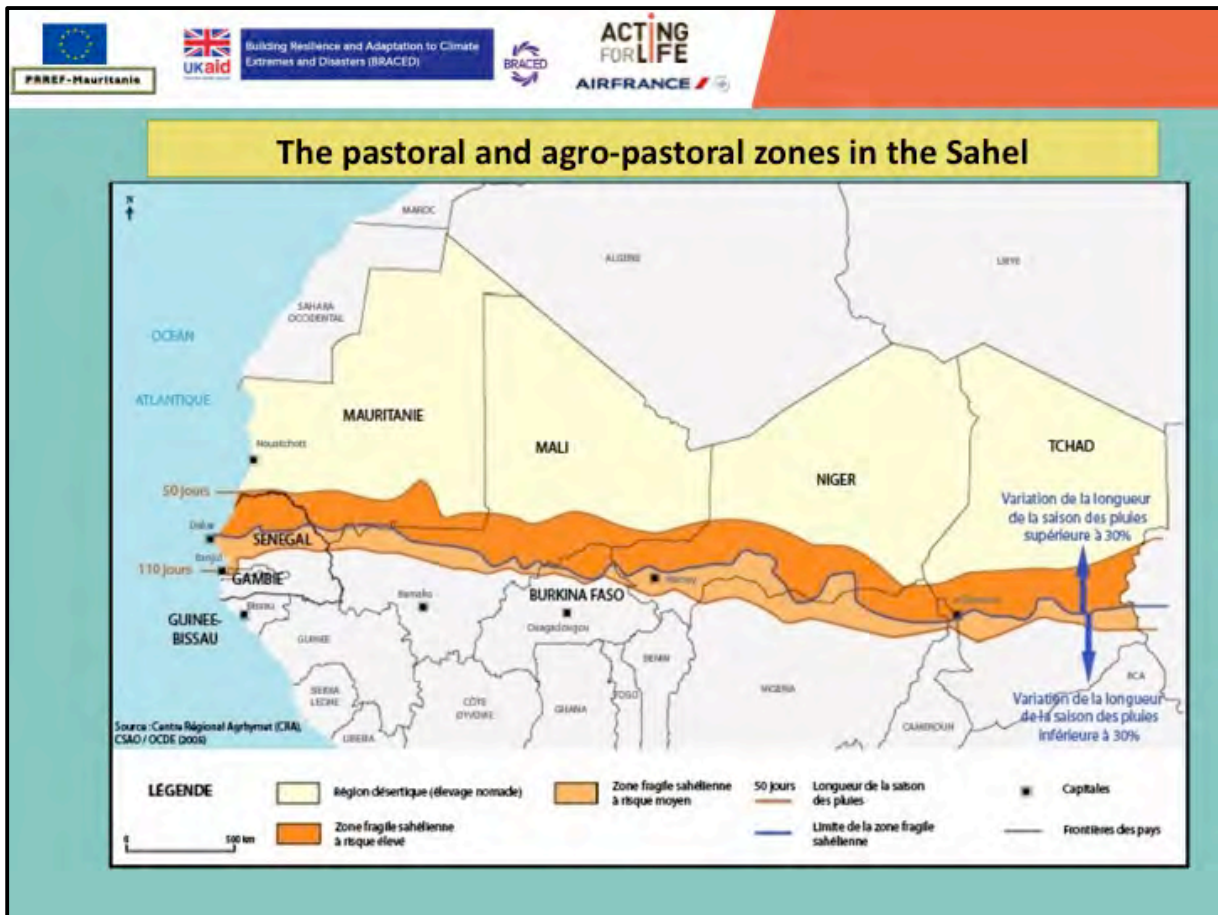 PRREF-Mauritanie
UKaid
Building Resilience and Adaptation to Climate
Extremes and Disasters (BRACED)
BRACED
ACTING
FOR LIFE
AIRFRANCE
The pastoral and agro-pastoral zones in the Sahel
N
MAROC
ALGERIE
LIBYE
SAHARA
OCCIDENTAL
OCEAN
ATLANTIQUE
MAURITANIE
Nouatchott
MALI
NIGER
TCHAD
50 jours
Variation de la longueur
de la saison des pluies
supérieure à 30%
Dakar
SENEGAL
Banjul
110 jours
GAMBIE
Bissau
GUINEE-
BISSAU
GUINEE
Bamako
BURKINA FASO
Ouagadougou
Niamey
BENIN
NIGERIA
RCA
SIERRA
LEONE
CÔTE
D'IVOIRE
GHANA
TOGO
CAMEROUN
LIBERIA
Variation de la longueur
de la saison des pluies
inférieure à 30%
Source : Centre Régional Agrhymet (CRA),
CSAO / OCDE (2005)
LÉGENDE
0 500 km
Région désertique (élevage nomade)
Zone fragile sahélienne
à risque élevé
Zone fragile sahélienne
à risque moyen
50 jours Longueur de la saison
des pluies
Limite de la zone fragile
sahélienne
Capitales
Frontières des pays